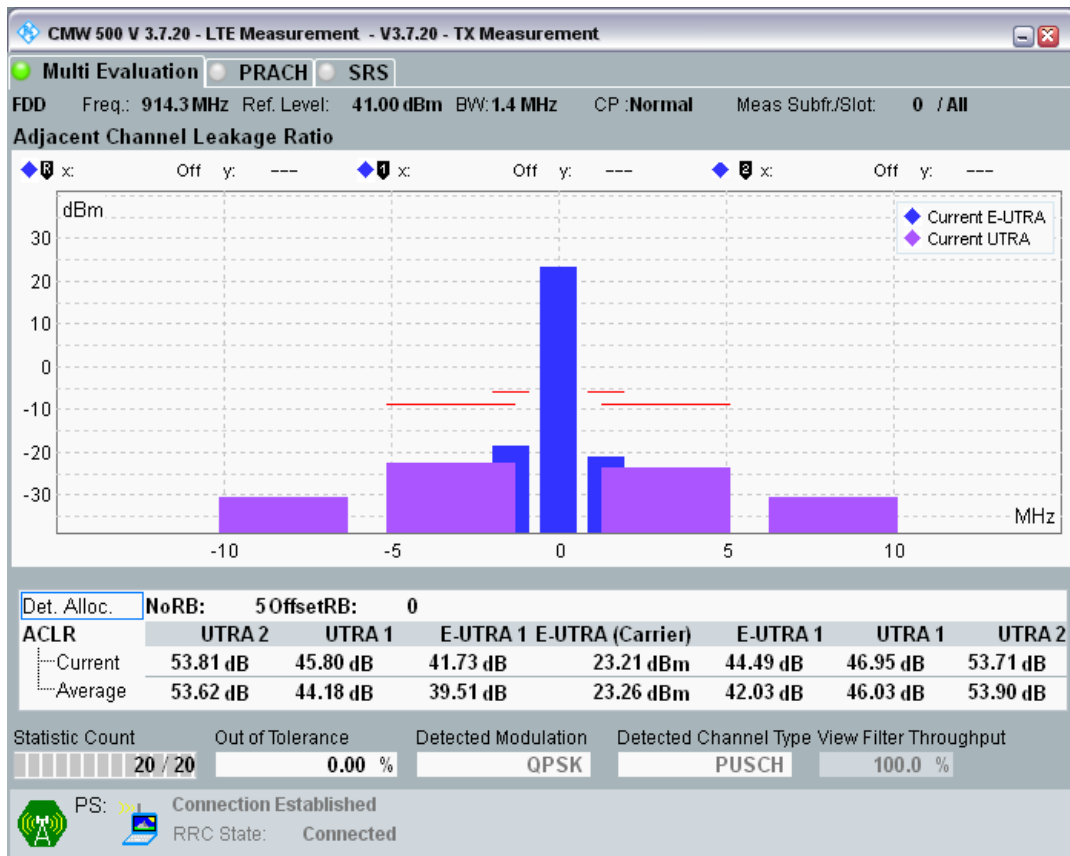 CMW 500 V 3.7.20 - LTE Measurement - V3.7.20 - TX Measurement
Multi Evaluation PRACH SRS
FDD Freq.: 914.3 MHz Ref. Level: 41.00 dBm BW: 1.4 MHz CP :Normal Meas Subfr./Slot: 0 / All
Adjacent Channel Leakage Ratio
R x: Off y: --- 1 x: Off y: --- 2 x: Off y: ---
dBm
Current E-UTRA
Current UTRA
30
20
10
0
-10
-20
-30
MHz
-10 -5 0 5 10
Det. Alloc. NoRB: 5 OffsetRB: 0
ACLR UTRA 2 UTRA 1 E-UTRA 1 E-UTRA (Carrier) E-UTRA 1 UTRA 1 UTRA 2
Current 53.81 dB 45.80 dB 41.73 dB 23.21 dBm 44.49 dB 46.95 dB 53.71 dB
Average 53.62 dB 44.18 dB 39.51 dB 23.26 dBm 42.03 dB 46.03 dB 53.90 dB
Statistic Count Out of Tolerance Detected Modulation Detected Channel Type View Filter Throughput
20 / 20 0.00 % QPSK PUSCH 100.0 %
PS: Connection Established
RRC State: Connected